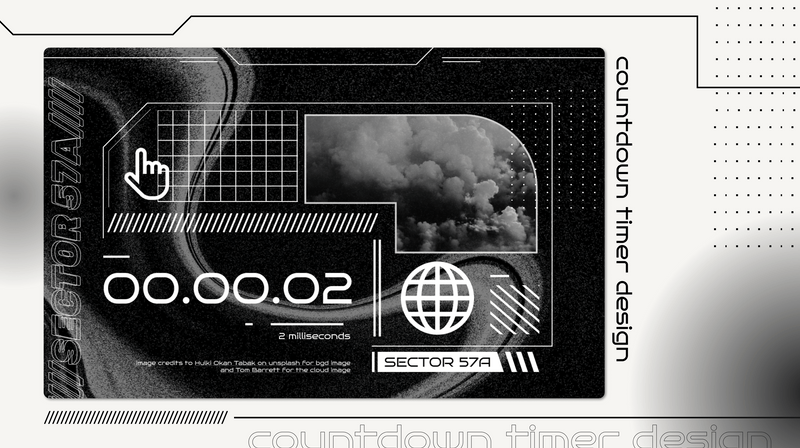 ///SECTOR 57A////
00.00.02
2 milliseconds
image credits to Hulki Okan Tabak on unsplash for bgd image
and Tom Barrett for the cloud image
SECTOR 57A
countdown timer design
countdown timer design